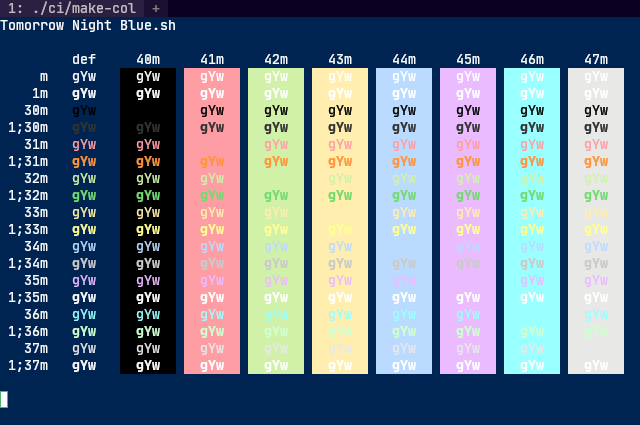 1: ./ci/make-col +
Tomorrow Night Blue.sh
def 40m 41m 42m 43m 44m 45m 46m 47m
m gYw gYw gYw gYw gYw gYw gYw gYw gYw
1m gYw gYw gYw gYw gYw gYw gYw gYw gYw
30m gYw gYw gYw gYw gYw gYw gYw gYw
1;30m gYw gYw gYw gYw gYw gYw gYw gYw gYw
31m gYw gYw gYw gYw gYw gYw gYw gYw
1;31m gYw gYw gYw gYw gYw gYw gYw gYw gYw
32m gYw gYw gYw gYw gYw gYw gYw gYw
1;32m gYw gYw gYw gYw gYw gYw gYw gYw gYw
33m gYw gYw gYw gYw gYw gYw gYw gYw
1;33m gYw gYw gYw gYw gYw gYw gYw gYw gYw
34m gYw gYw gYw gYw gYw gYw gYw gYw
1;34m gYw gYw gYw gYw gYw gYw gYw gYw gYw
35m gYw gYw gYw gYw gYw gYw gYw gYw
1;35m gYw gYw gYw gYw gYw gYw gYw gYw gYw
36m gYw gYw gYw gYw gYw gYw gYw gYw
1;36m gYw gYw gYw gYw gYw gYw gYw gYw gYw
37m gYw gYw gYw gYw gYw gYw gYw gYw
1;37m gYw gYw gYw gYw gYw gYw gYw gYw gYw